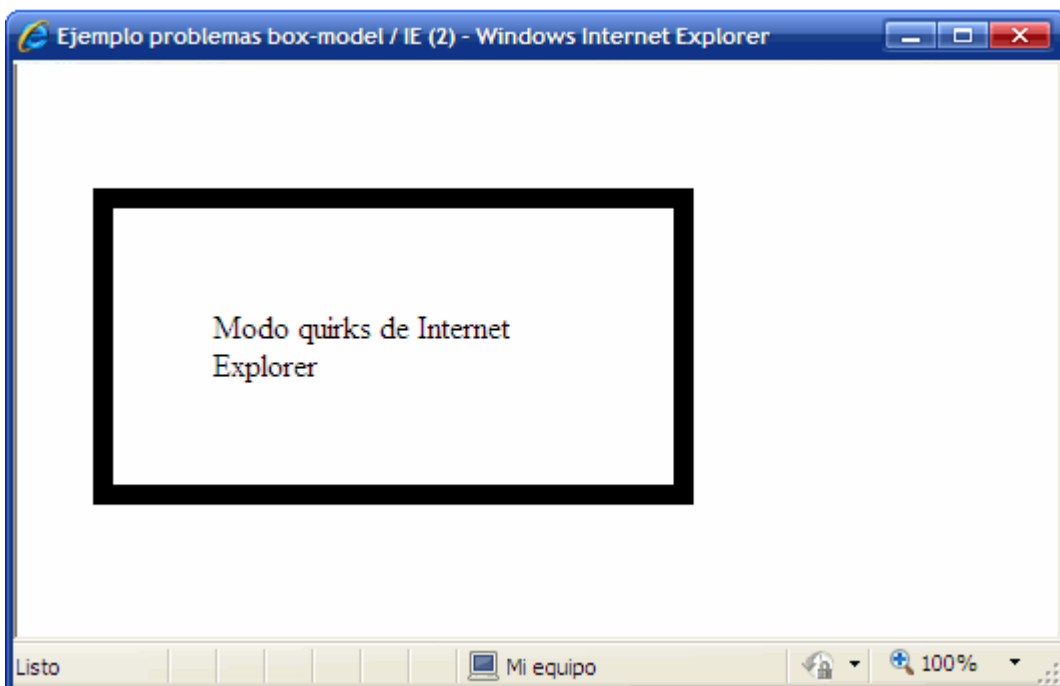 Ejemplo problemas box-model / IE (2) - Windows Internet Explorer
Modo quirks de Internet
Explorer
Listo
Mi equipo
100%